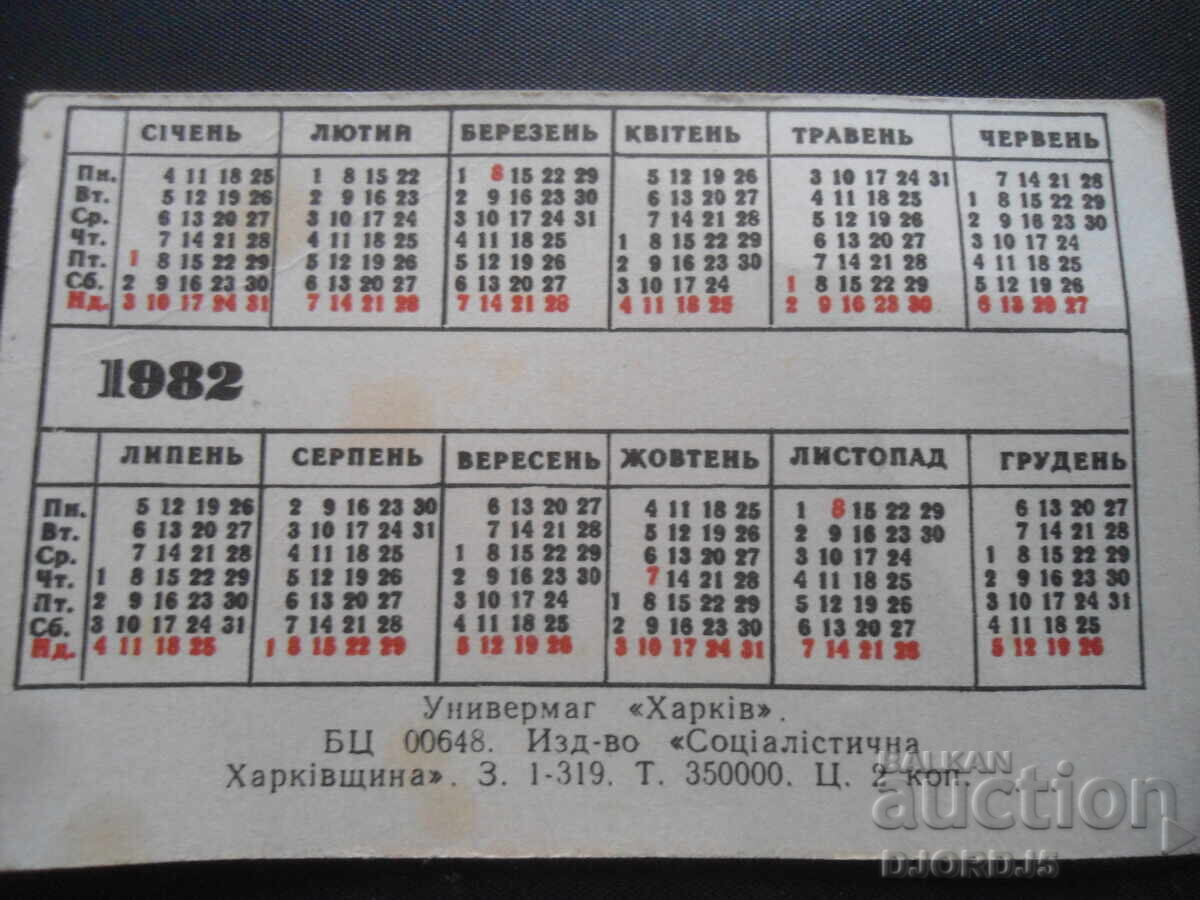 СІЧЕНЬ ЛЮТИЙ БЕРЕЗЕНЬ КВІТЕНЬ ТРАВЕНЬ ЧЕРВЕНЬ
Пн. 4 11 18 25 1 8 15 22 1 8 15 22 29 5 12 19 26 3 10 17 24 31 7 14 21 28
Вт. 5 12 19 26 2 9 16 23 2 9 16 23 30 6 13 20 27 4 11 18 25 1 8 15 22 29
Ср. 6 13 20 27 3 10 17 24 3 10 17 24 31 7 14 21 28 5 12 19 26 2 9 16 23 30
Чт. 7 14 21 28 4 11 18 25 4 11 18 25 1 8 15 22 29 6 13 20 27 3 10 17 24
Пт. 1 8 15 22 29 5 12 19 26 5 12 19 26 2 9 16 23 30 7 14 21 28 4 11 18 25
Сб. 2 9 16 23 30 6 13 20 27 6 13 20 27 3 10 17 24 1 8 15 22 29 5 12 19 26
Нд. 3 10 17 24 31 7 14 21 28 7 14 21 28 4 11 18 25 2 9 16 23 30 6 13 20 27
1982
ЛИПЕНЬ СЕРПЕНЬ ВЕРЕСЕНЬ ЖОВТЕНЬ ЛИСТОПАД ГРУДЕНЬ
Пн. 5 12 19 26 2 9 16 23 30 6 13 20 27 4 11 18 25 1 8 15 22 29 6 13 20 27
Вт. 6 13 20 27 3 10 17 24 31 7 14 21 28 5 12 19 26 2 9 16 23 30 7 14 21 28
Ср. 7 14 21 28 4 11 18 25 1 8 15 22 29 6 13 20 27 3 10 17 24 1 8 15 22 29
Чт. 1 8 15 22 29 5 12 19 26 2 9 16 23 30 7 14 21 28 4 11 18 25 2 9 16 23 30
Пт. 2 9 16 23 30 6 13 20 27 3 10 17 24 1 8 15 22 29 5 12 19 26 3 10 17 24 31
Сб. 3 10 17 24 31 7 14 21 28 4 11 18 25 2 9 16 23 30 6 13 20 27 4 11 18 25
Нд. 4 11 18 25 1 8 15 22 29 5 12 19 26 3 10 17 24 31 7 14 21 28 5 12 19 26
Универмаг «Харків».
БЦ 00648. Изд-во «Соціалістична
Харківщина». З. 1-319. Т. 350000. Ц. 2 коп.
BALKAN
auction
DJORDJ5